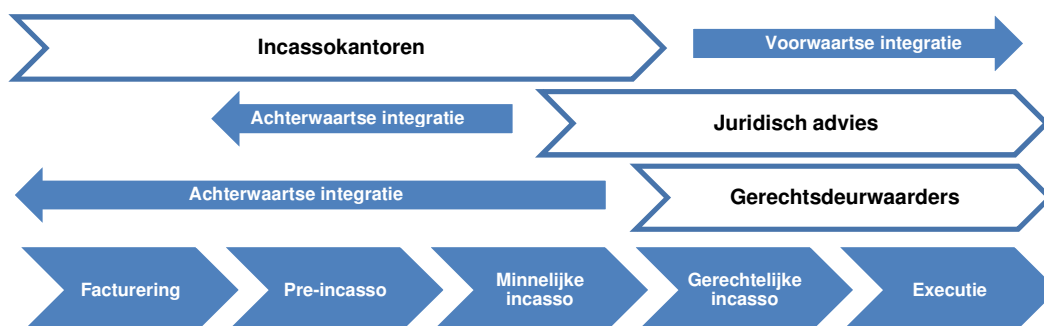 Incassokantoren
Voorwaartse integratie
Achterwaartse integratie
Juridisch advies
Achterwaartse integratie
Gerechtsdeurwaarders
Facturering
Pre-incasso
Minnelijke
incasso
Gerechtelijke
incasso
Executie